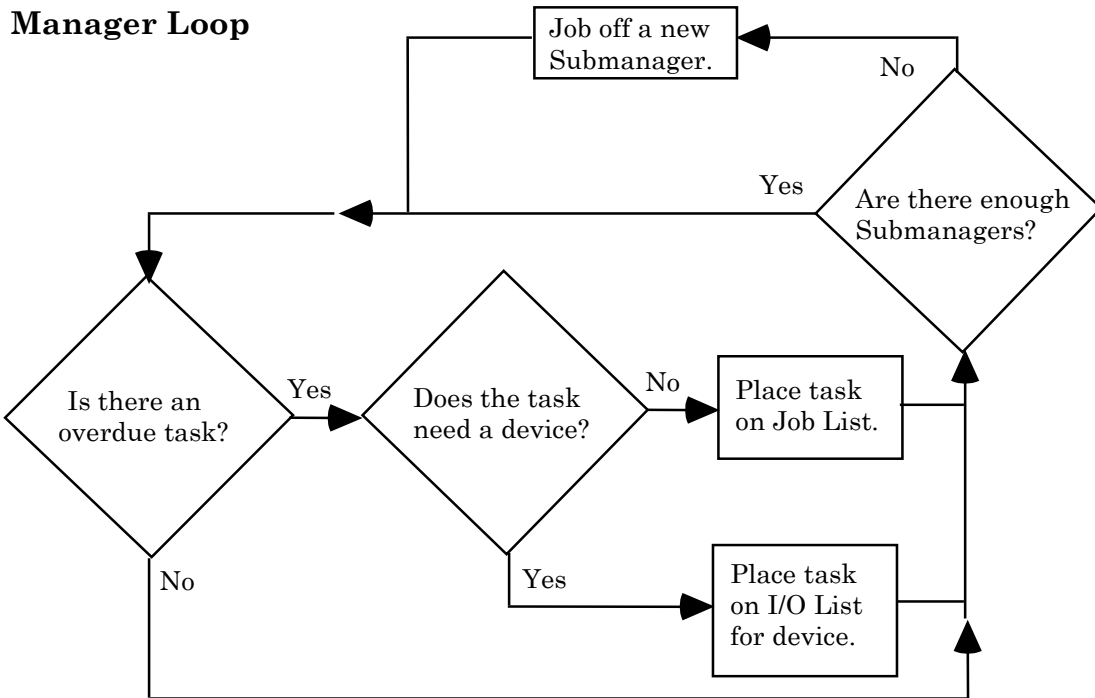 Manager Loop
Job off a new
Submanager.
No
Yes
Are there enough
Submanagers?
Is there an
overdue task?
Yes
Does the task
need a device?
No
Place task
on Job List.
No
Yes
Place task
on I/O List
for device.